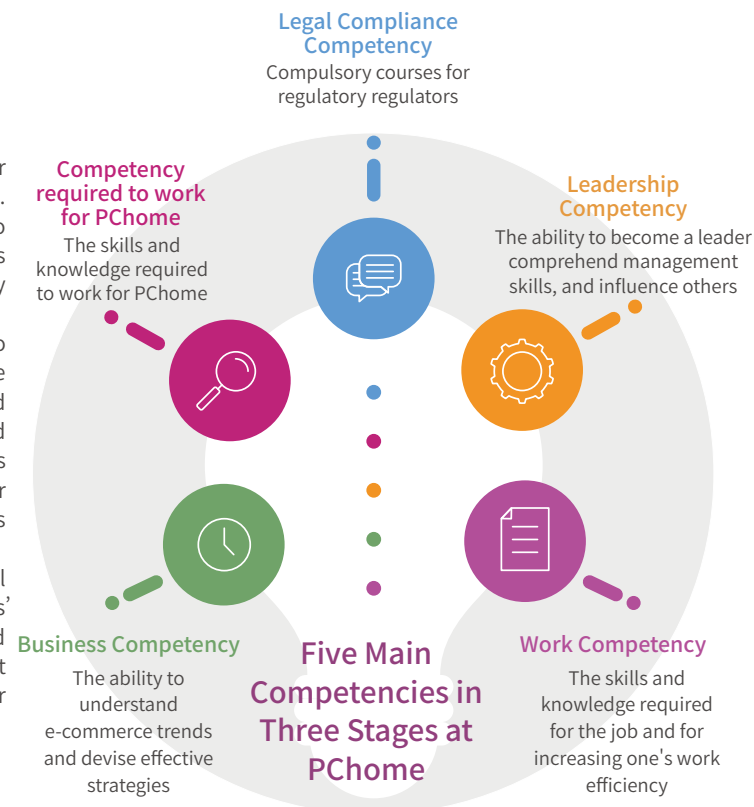 Legal Compliance
Competency
Compulsory courses for
regulatory regulators
Competency
required to work
for PChome
The skills and
knowledge required
to work for PChome
Leadership
Competency
The ability to become a leader
comprehend management
skills, and influence others
Business Competency
The ability to
understand
e-commerce trends
and devise effective
strategies
Five Main
Competencies in
Three Stages at
PChome
Work Competency
The skills and
knowledge required
for the job and for
increasing one's work
efficiency